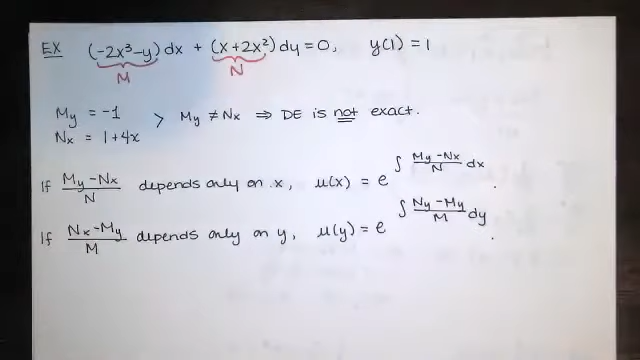 EX (-2x³-y)dx + (x+2x²)dy=0, y(1)=1
M N
My = -1
Nx = 1+4x > My ≠ Nx ⇒ DE is not exact.
If (My-Nx)/N depends only on x, μ(x) = e^∫(My-Nx)/N dx .
If (Nx-My)/M depends only on y, μ(y) = e^∫(Ny-My)/M dy .